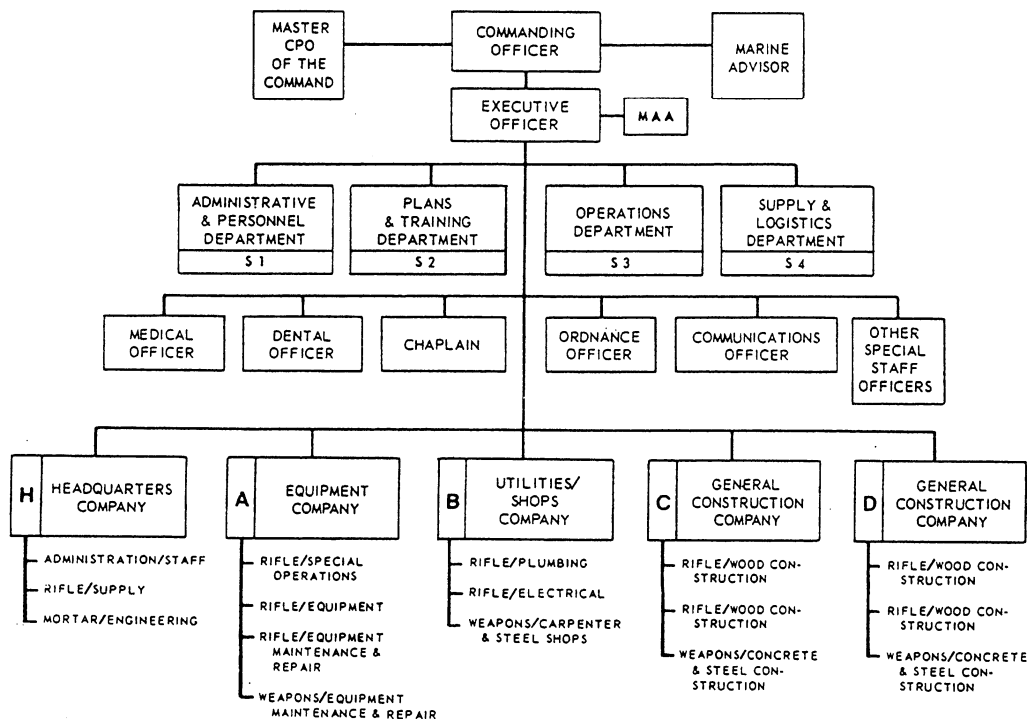 MASTER
CPO
OF THE
COMMAND
COMMANDING
OFFICER
MARINE
ADVISOR
EXECUTIVE
OFFICER
MAA
ADMINISTRATIVE
& PERSONNEL
DEPARTMENT
S 1
PLANS
& TRAINING
DEPARTMENT
S 2
OPERATIONS
DEPARTMENT
S 3
SUPPLY &
LOGISTICS
DEPARTMENT
S 4
MEDICAL
OFFICER
DENTAL
OFFICER
CHAPLAIN
ORDNANCE
OFFICER
COMMUNICATIONS
OFFICER
OTHER
SPECIAL
STAFF
OFFICERS
H
HEADQUARTERS
COMPANY
ADMINISTRATION/STAFF
RIFLE/SUPPLY
MORTAR/ENGINEERING
A
EQUIPMENT
COMPANY
RIFLE/SPECIAL
OPERATIONS
RIFLE/EQUIPMENT
RIFLE/EQUIPMENT
MAINTENANCE &
REPAIR
WEAPONS/EQUIPMENT
MAINTENANCE & REPAIR
B
UTILITIES/
SHOPS
COMPANY
RIFLE/PLUMBING
RIFLE/ELECTRICAL
WEAPONS/CARPENTER
& STEEL SHOPS
C
GENERAL
CONSTRUCTION
COMPANY
RIFLE/WOOD CON-
STRUCTION
RIFLE/WOOD CON-
STRUCTION
WEAPONS/CONCRETE
& STEEL CON-
STRUCTION
D
GENERAL
CONSTRUCTION
COMPANY
RIFLE/WOOD CON-
STRUCTION
RIFLE/WOOD CON-
STRUCTION
WEAPONS/CONCRETE
& STEEL CON-
STRUCTION